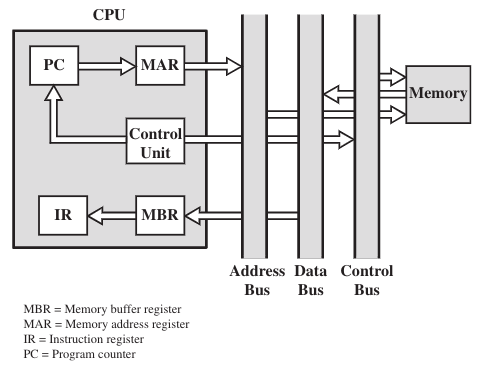 CPU
PC
MAR
Memory
Control
Unit
IR
MBR
Address Data Control
Bus Bus Bus
MBR = Memory buffer register
MAR = Memory address register
IR = Instruction register
PC = Program counter